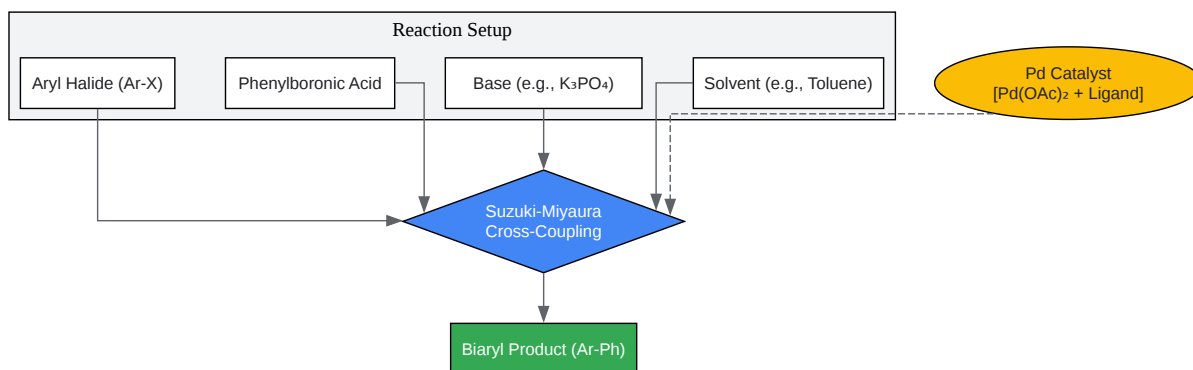 Reaction Setup
Aryl Halide (Ar-X)
Phenylboronic Acid
Base (e.g., K₃PO₄)
Solvent (e.g., Toluene)
Pd Catalyst
[Pd(OAc)₂ + Ligand]
Suzuki-Miyaura
Cross-Coupling
Biaryl Product (Ar-Ph)